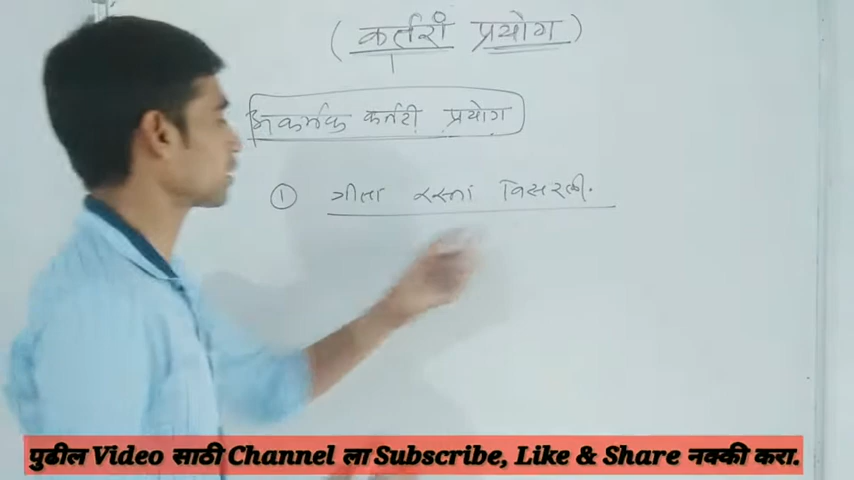 ( कर्तरी प्रयोग )
अकर्मक कर्तरी प्रयोग
① गीता रस्ता विसरली.
पुढील Video साठी Channel ला Subscribe, Like & Share नक्की करा.